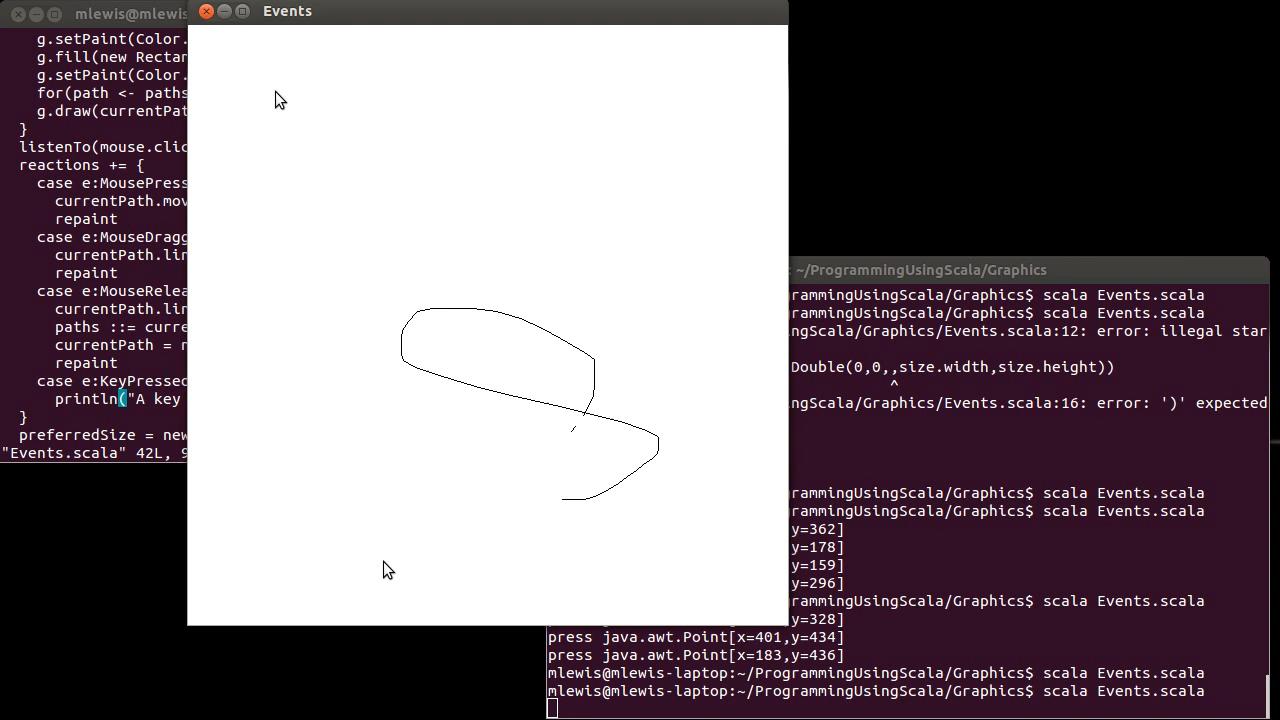 mlewis@mlewis
g.setPaint(Color.
g.fill(new Rectan
g.setPaint(Color.
for(path <- paths
g.draw(currentPat
}
listenTo(mouse.clic
reactions += {
case e:MousePress
currentPath.mov
repaint
case e:MouseDragg
currentPath.lin
repaint
case e:MouseRelea
currentPath.lin
paths ::= curre
currentPath = n
repaint
case e:KeyPressed
println("A key
}
preferredSize = new
"Events.scala" 42L, 9
Events
: ~/ProgrammingUsingScala/Graphics
rammingUsingScala/Graphics$ scala Events.scala
rammingUsingScala/Graphics$ scala Events.scala
ngScala/Graphics/Events.scala:12: error: illegal star
Double(0,0,,size.width,size.height))
^
ngScala/Graphics/Events.scala:16: error: ')' expected
rammingUsingScala/Graphics$ scala Events.scala
rammingUsingScala/Graphics$ scala Events.scala
y=362]
y=178]
y=159]
y=296]
rammingUsingScala/Graphics$ scala Events.scala
y=328]
press java.awt.Point[x=401,y=434]
press java.awt.Point[x=183,y=436]
mlewis@mlewis-laptop:~/ProgrammingUsingScala/Graphics$ scala Events.scala
mlewis@mlewis-laptop:~/ProgrammingUsingScala/Graphics$ scala Events.scala